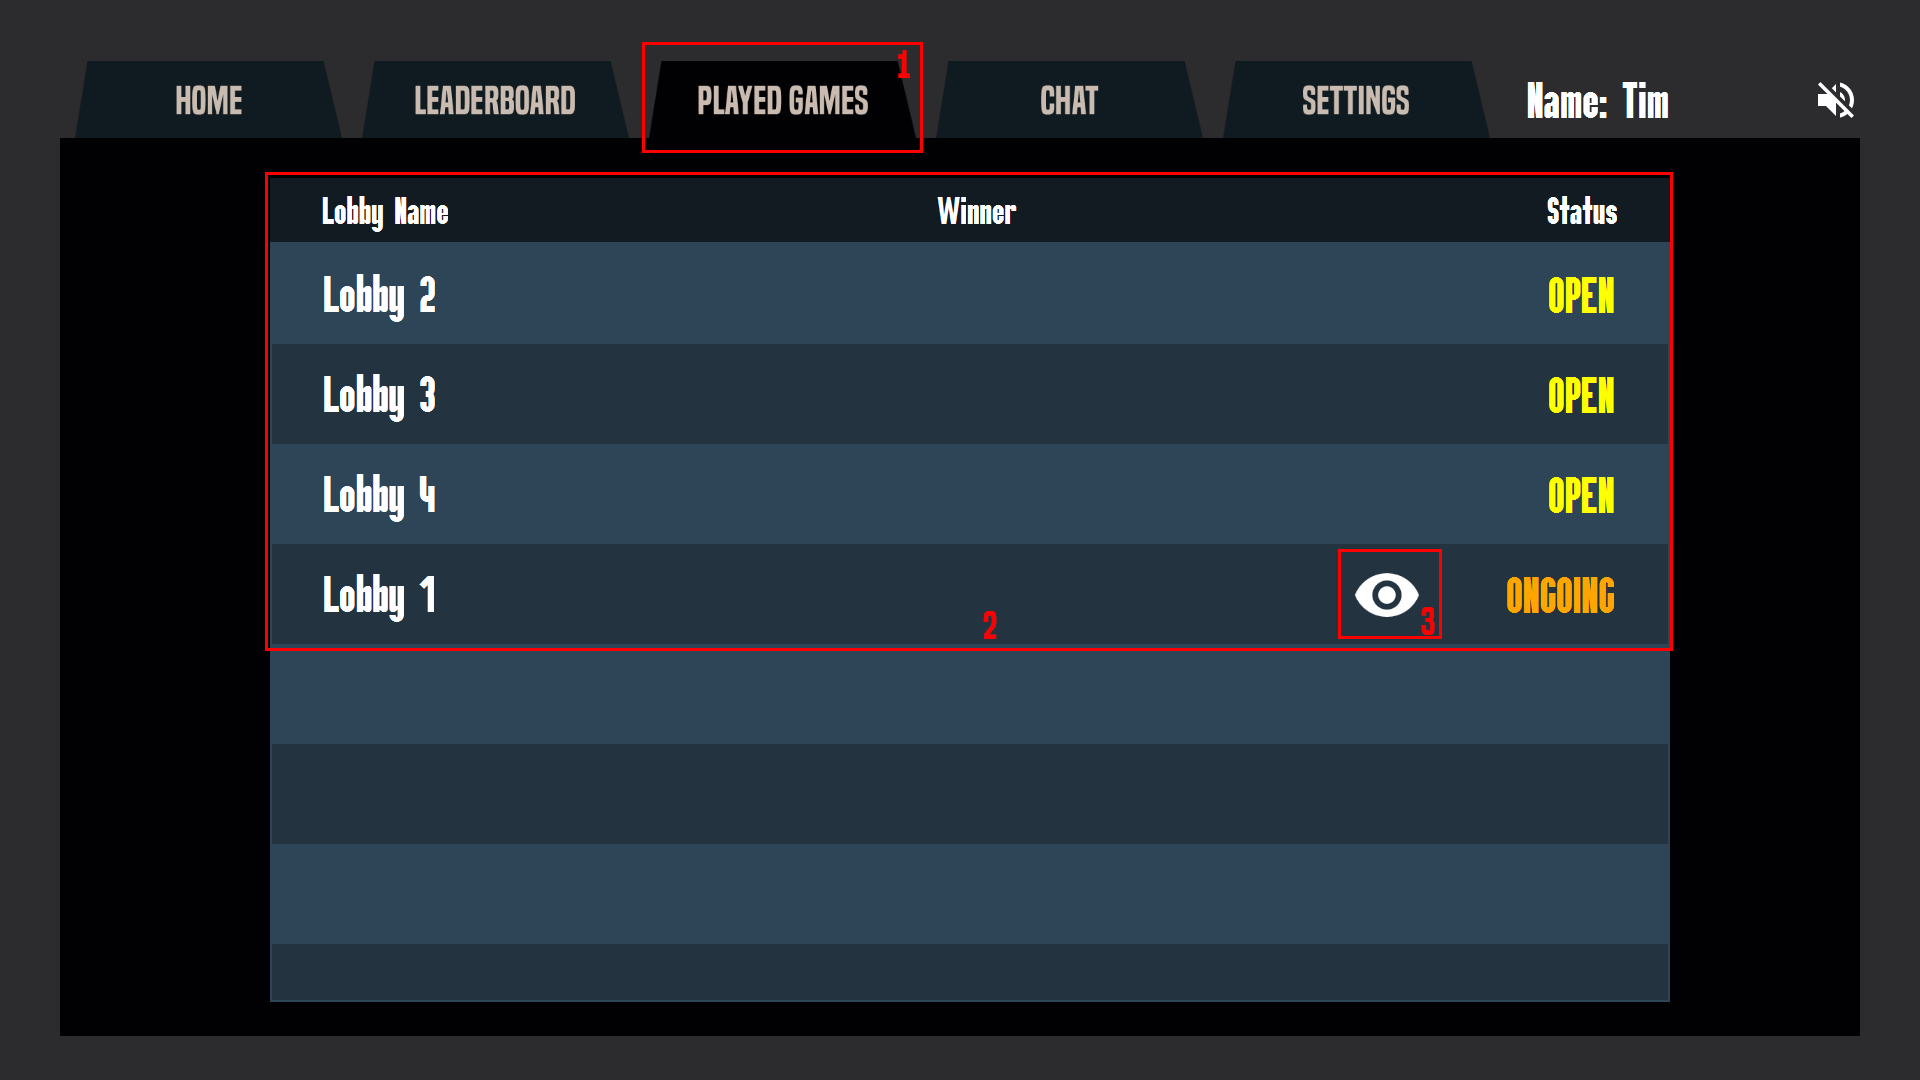 HOME LEADERBOARD PLAYED GAMES 1 CHAT SETTINGS Name: Tim
Lobby Name Winner Status
Lobby 2 OPEN
Lobby 3 OPEN
Lobby 4 OPEN
Lobby 1 ONGOING
2 3